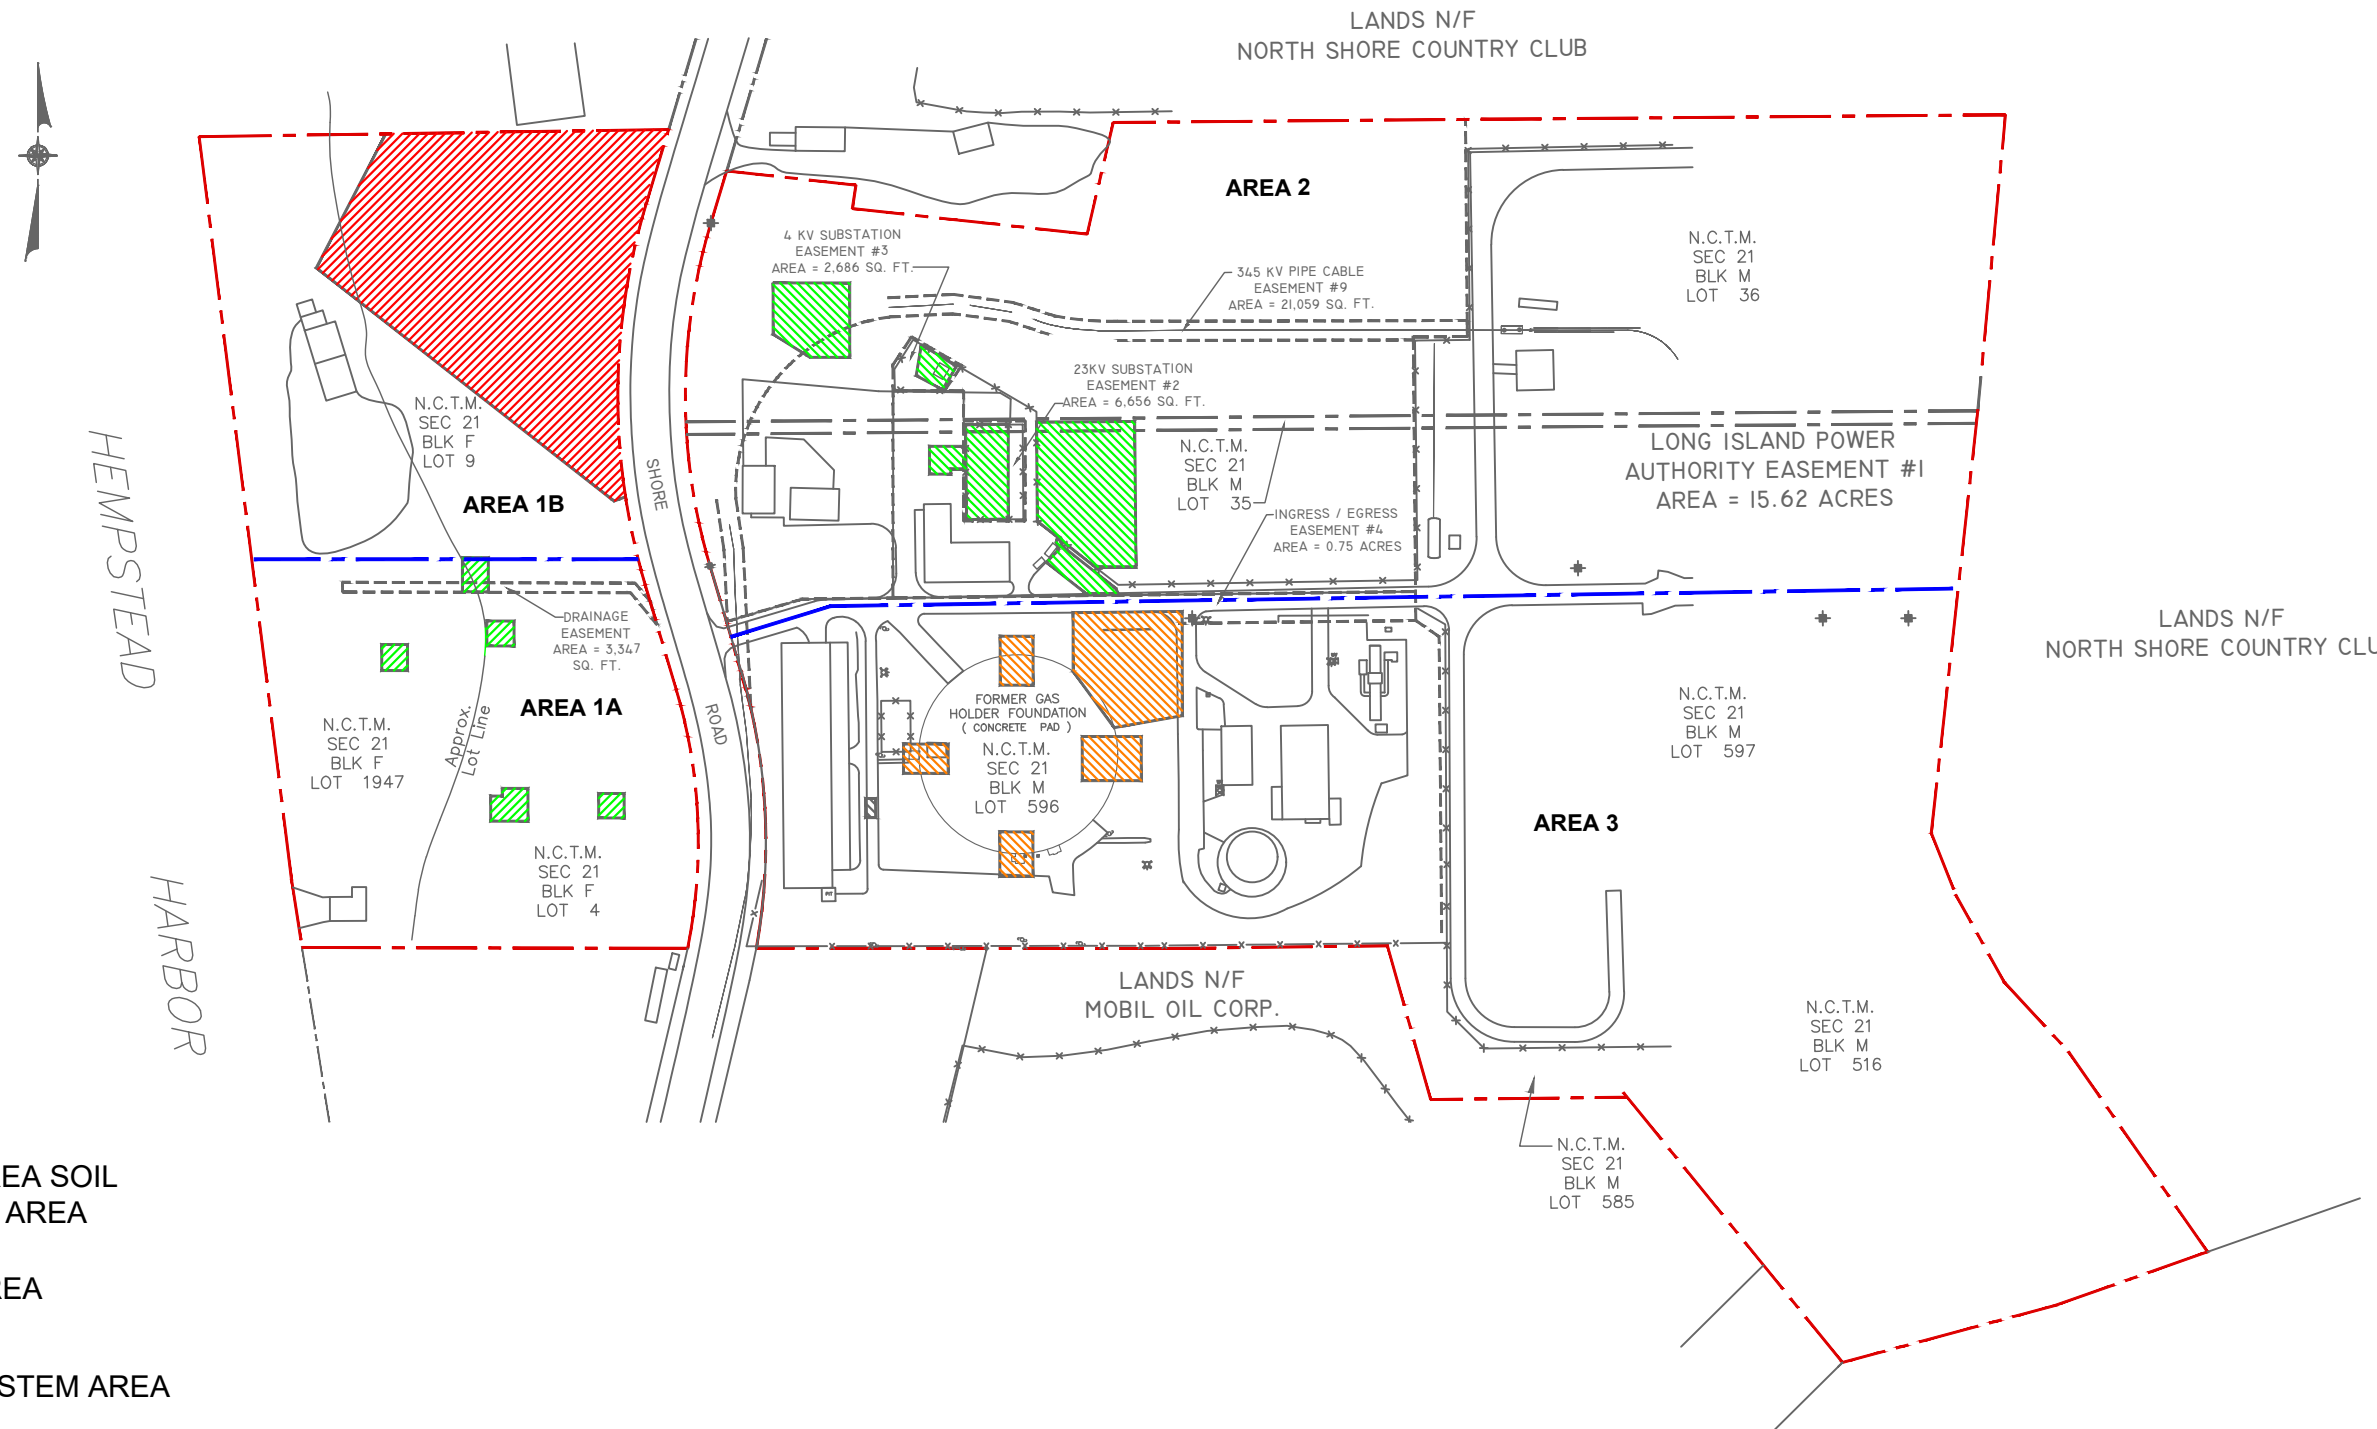 LANDS N/F
NORTH SHORE COUNTRY CLUB
AREA 2
4 KV SUBSTATION
EASEMENT #3
AREA = 2,686 SQ. FT.
345 KV PIPE CABLE
EASEMENT #9
AREA = 21,059 SQ. FT.
N.C.T.M.
SEC 21
BLK M
LOT 36
23KV SUBSTATION
EASEMENT #2
AREA = 6,656 SQ. FT.
N.C.T.M.
SEC 21
BLK F
LOT 9
AREA 1B
SHORE
ROAD
N.C.T.M.
SEC 21
BLK M
LOT 35
LONG ISLAND POWER
AUTHORITY EASEMENT #1
AREA = 15.62 ACRES
INGRESS / EGRESS
EASEMENT #4
AREA = 0.75 ACRES
HEMPSTEAD
HARBOR
DRAINAGE
EASEMENT
AREA = 3,347
SQ. FT.
AREA 1A
Approx.
Lot Line
N.C.T.M.
SEC 21
BLK F
LOT 1947
N.C.T.M.
SEC 21
BLK F
LOT 4
FORMER GAS
HOLDER FOUNDATION
( CONCRETE PAD )
N.C.T.M.
SEC 21
BLK M
LOT 596
LANDS N/F
NORTH SHORE COUNTRY CLU
N.C.T.M.
SEC 21
BLK M
LOT 597
AREA 3
LANDS N/F
MOBIL OIL CORP.
N.C.T.M.
SEC 21
BLK M
LOT 516
N.C.T.M.
SEC 21
BLK M
LOT 585
EA SOIL
AREA
REA
STEM AREA